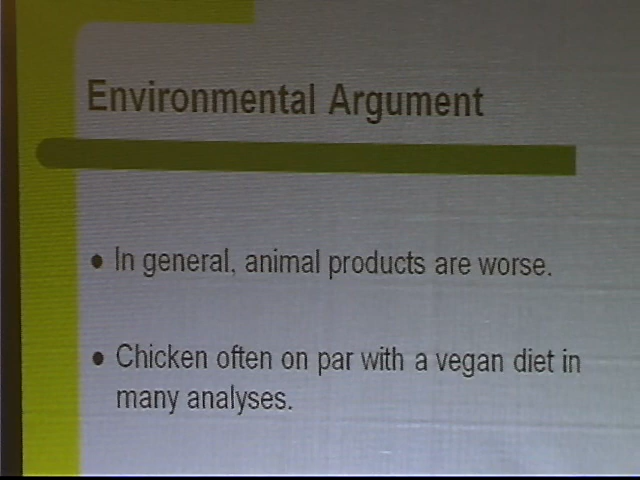 Environmental Argument
• In general, animal products are worse.
• Chicken often on par with a vegan diet in
many analyses.